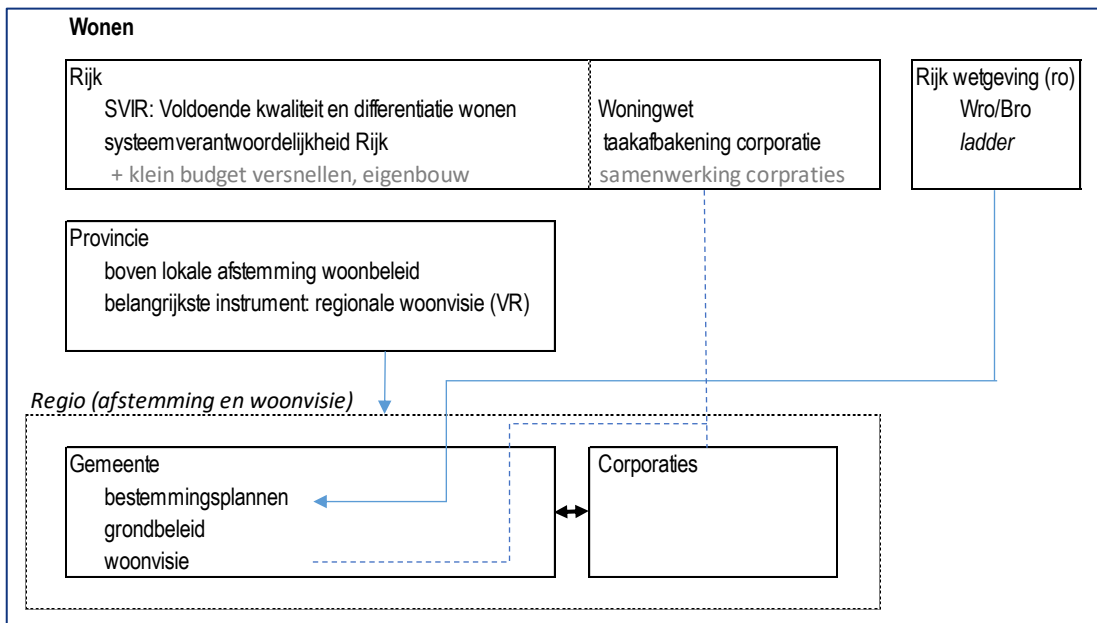 Wonen
Rijk
SVIR: Voldoende kwaliteit en differentiatie wonen
systeemverantwoordelijkheid Rijk
+ klein budget versnellen, eigenbouw
Woningwet
taakafbakening corporatie
samenwerking corpraties
Rijk wetgeving (ro)
Wro/Bro
ladder
Provincie
boven lokale afstemming woonbeleid
belangrijkste instrument: regionale woonvisie (VR)
Regio (afstemming en woonvisie)
Gemeente
bestemmingsplannen
grondbeleid
woonvisie
Corporaties